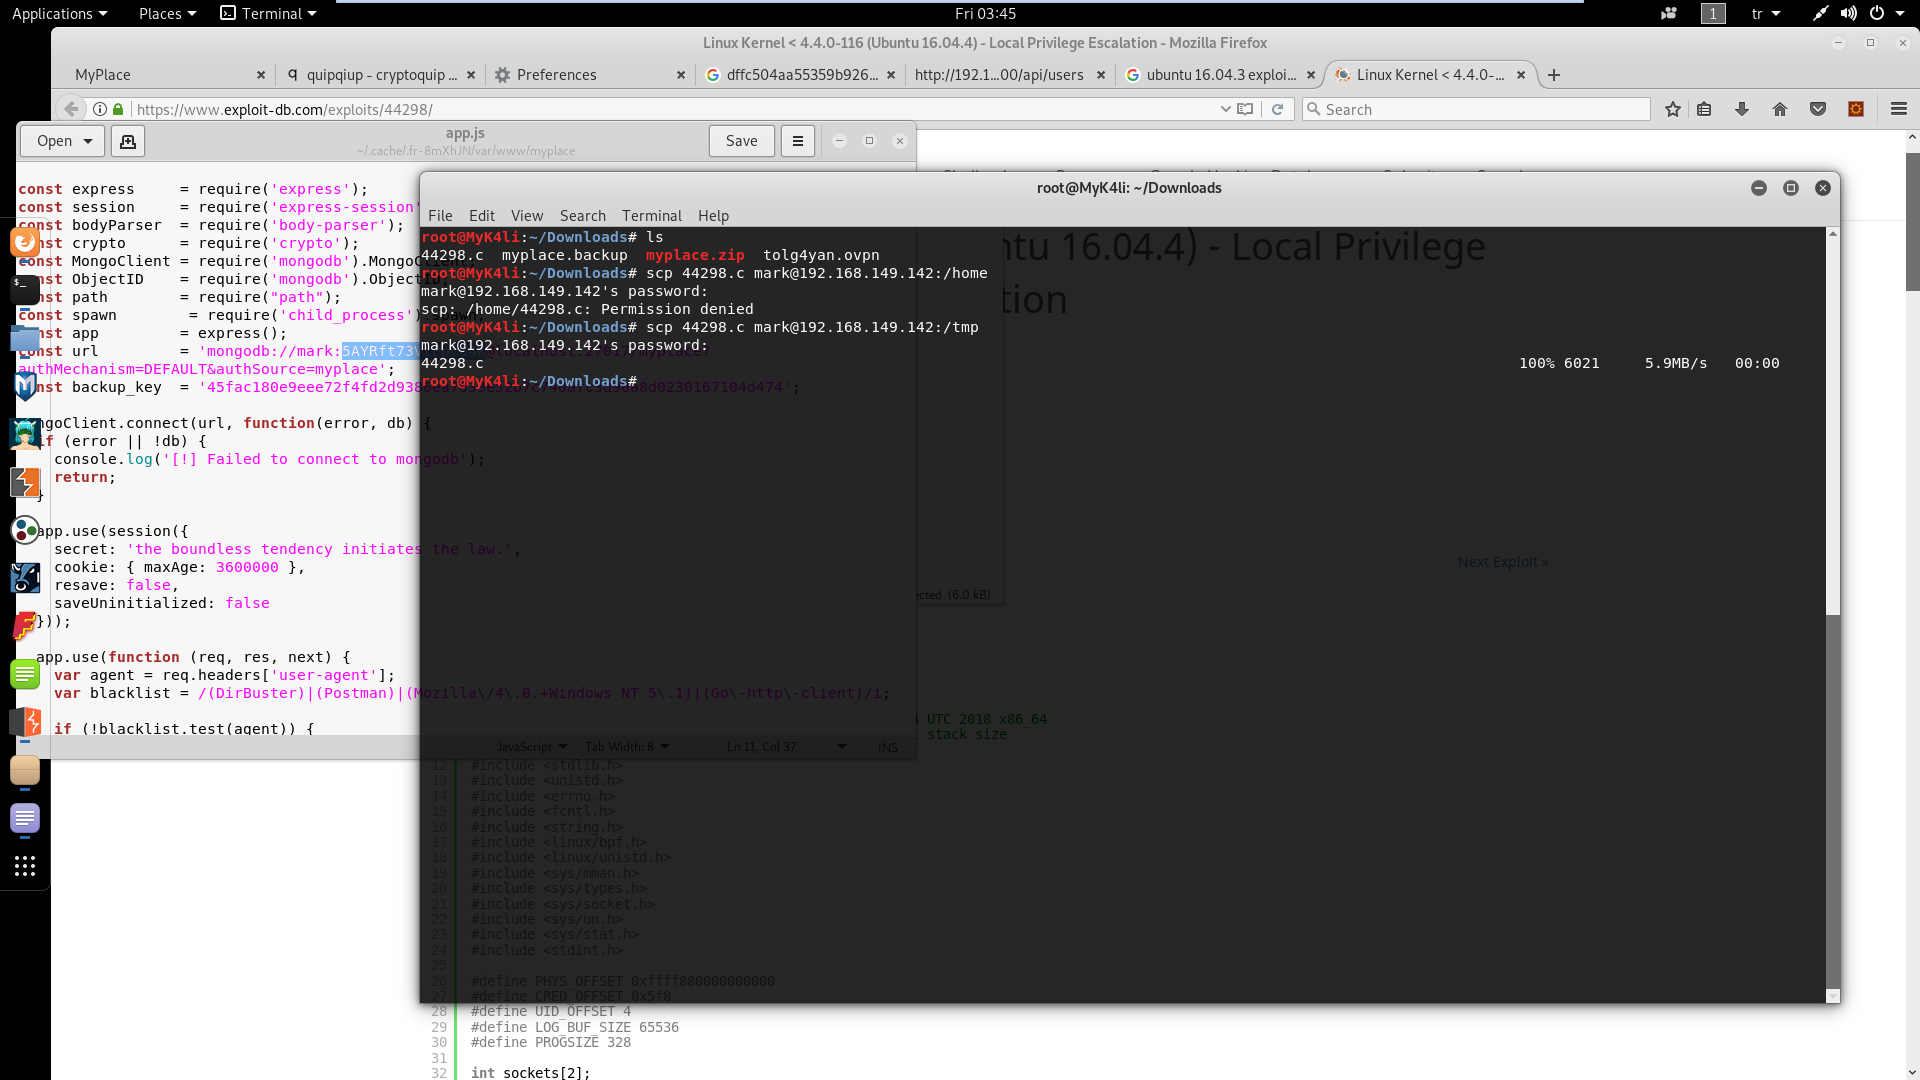 Applications Places Terminal Fri 03:45 1 tr
Linux Kernel < 4.4.0-116 (Ubuntu 16.04.4) - Local Privilege Escalation - Mozilla Firefox
MyPlace quipqiup - cryptoquip ... Preferences dffc504aa55359b926... http://192.1...00/api/users ubuntu 16.04.3 exploi... Linux Kernel < 4.4.0-...
https://www.exploit-db.com/exploits/44298/ Search
Open app.js Save
~/.cache/.fr-8mXhJN/var/www/myplace
const express = require('express');
const session = require('express-session'
const bodyParser = require('body-parser');
const crypto = require('crypto');
const MongoClient = require('mongodb').MongoClient
const ObjectID = require('mongodb').ObjectID;
const path = require("path");
const spawn = require('child_process').spawn;
const app = express();
const url = 'mongodb://mark:5AYRft73V
@localhost:27017/myplace?
authMechanism=DEFAULT&authSource=myplace';
const backup_key = '45fac180e9eee72f4fd2d9386ea7033e52b7c740afc3d98a8d0230167104d474';
ngoClient.connect(url, function(error, db) {
if (error || !db) {
console.log('[!] Failed to connect to mongodb');
return;
}
app.use(session({
secret: 'the boundless tendency initiates the law.',
cookie: { maxAge: 3600000 },
resave: false,
saveUninitialized: false
}));
app.use(function (req, res, next) {
var agent = req.headers['user-agent'];
var blacklist = /(DirBuster)|(Postman)|(Mozilla\/4\.0.+Windows NT 5\.1)|(Go\-http\-client)/i;
if (!blacklist.test(agent)) {
JavaScript Tab Width: 8 Ln 11, Col 37 INS
root@MyK4li: ~/Downloads
File Edit View Search Terminal Help
root@MyK4li:~/Downloads# ls
44298.c myplace.backup myplace.zip tolg4yan.ovpn
root@MyK4li:~/Downloads# scp 44298.c mark@192.168.149.142:/home
mark@192.168.149.142's password:
scp: /home/44298.c: Permission denied
root@MyK4li:~/Downloads# scp 44298.c mark@192.168.149.142:/tmp
mark@192.168.149.142's password:
44298.c 100% 6021 5.9MB/s 00:00
root@MyK4li:~/Downloads#
ntu 16.04.4) - Local Privilege
tion
Next Exploit »
ected (6.0 kB)
UTC 2018 x86_64
stack size
12 #include <stdlib.h>
13 #include <unistd.h>
14 #include <errno.h>
15 #include <fcntl.h>
16 #include <string.h>
17 #include <linux/bpf.h>
18 #include <linux/unistd.h>
19 #include <sys/mman.h>
20 #include <sys/types.h>
21 #include <sys/socket.h>
22 #include <sys/un.h>
23 #include <sys/stat.h>
24 #include <stdint.h>
25
26 #define PHYS_OFFSET 0xffff880000000000
27 #define CRED_OFFSET 0x5f8
28 #define UID_OFFSET 4
29 #define LOG_BUF_SIZE 65536
30 #define PROGSIZE 328
31
32 int sockets[2];